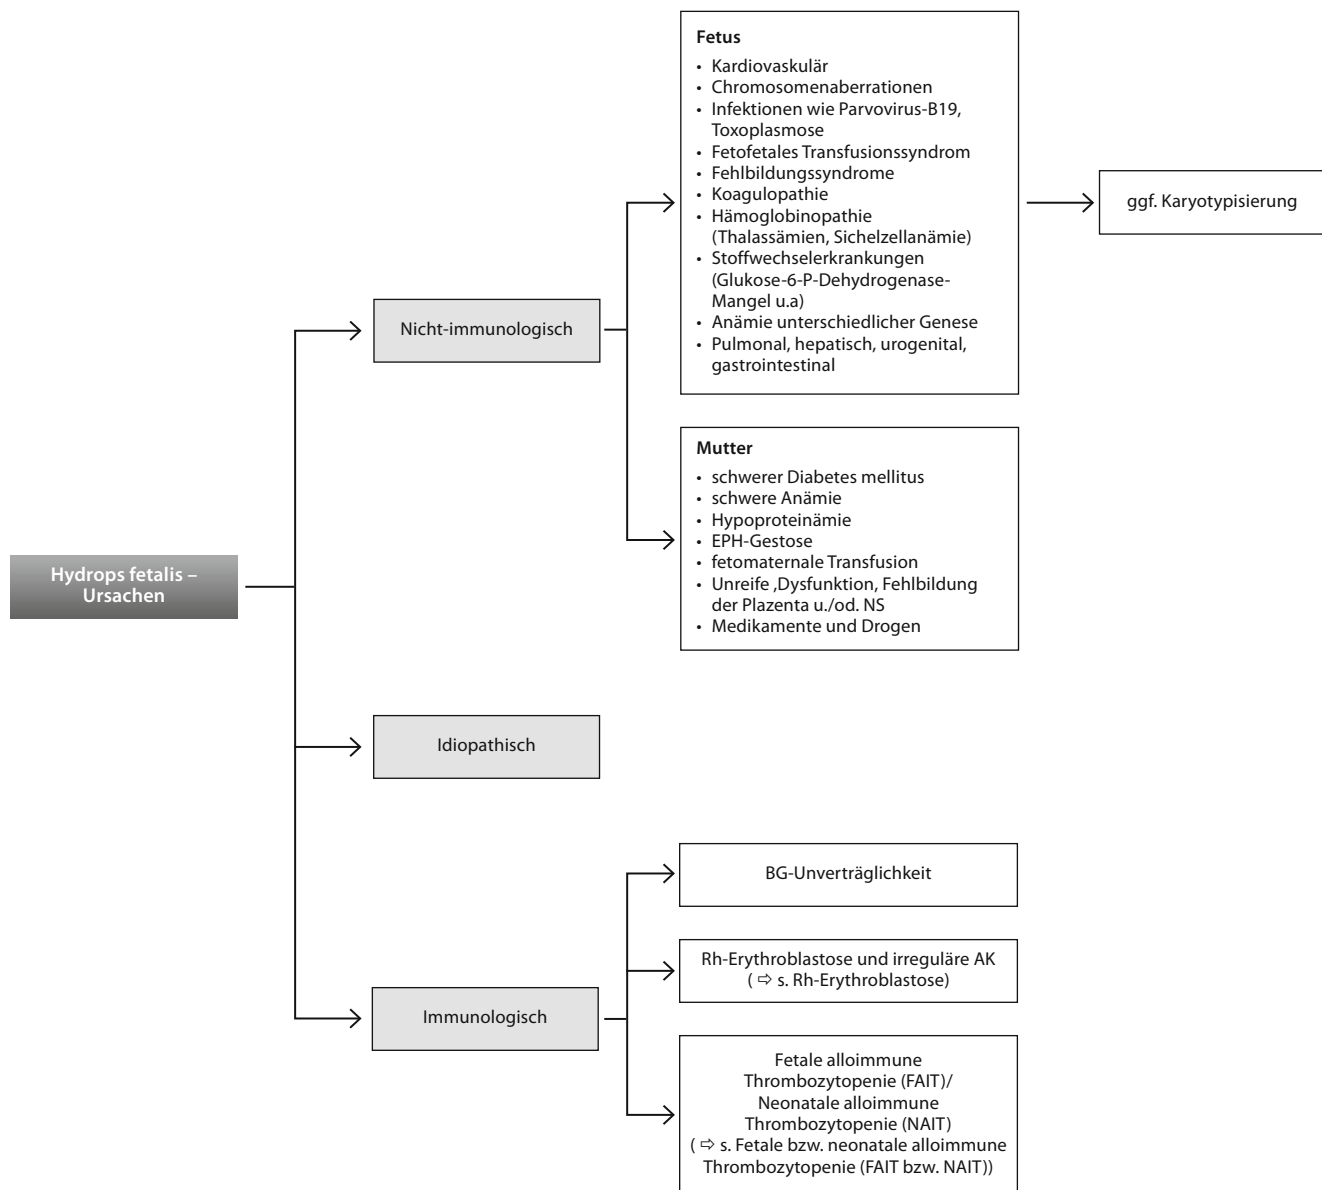 Hydrops fetalis –
Ursachen
Nicht-immunologisch
Fetus
• Kardiovaskulär
• Chromosomenaberrationen
• Infektionen wie Parvovirus-B19,
Toxoplasmose
• Fetofetales Transfusionssyndrom
• Fehlbildungssyndrome
• Koagulopathie
• Hämoglobinopathie
(Thalassämien, Sichelzellanämie)
• Stoffwechselerkrankungen
(Glukose-6-P-Dehydrogenase-
Mangel u.a)
• Anämie unterschiedlicher Genese
• Pulmonal, hepatisch, urogenital,
gastrointestinal
ggf. Karyotypisierung
Mutter
• schwerer Diabetes mellitus
• schwere Anämie
• Hypoproteinämie
• EPH-Gestose
• fetomaternale Transfusion
• Unreife ,Dysfunktion, Fehlbildung
der Plazenta u./od. NS
• Medikamente und Drogen
Idiopathisch
Immunologisch
BG-Unverträglichkeit
Rh-Erythroblastose und irreguläre AK
( ⇨ s. Rh-Erythroblastose)
Fetale alloimmune
Thrombozytopenie (FAIT)/
Neonatale alloimmune
Thrombozytopenie (NAIT)
( ⇨ s. Fetale bzw. neonatale alloimmune
Thrombozytopenie (FAIT bzw. NAIT))